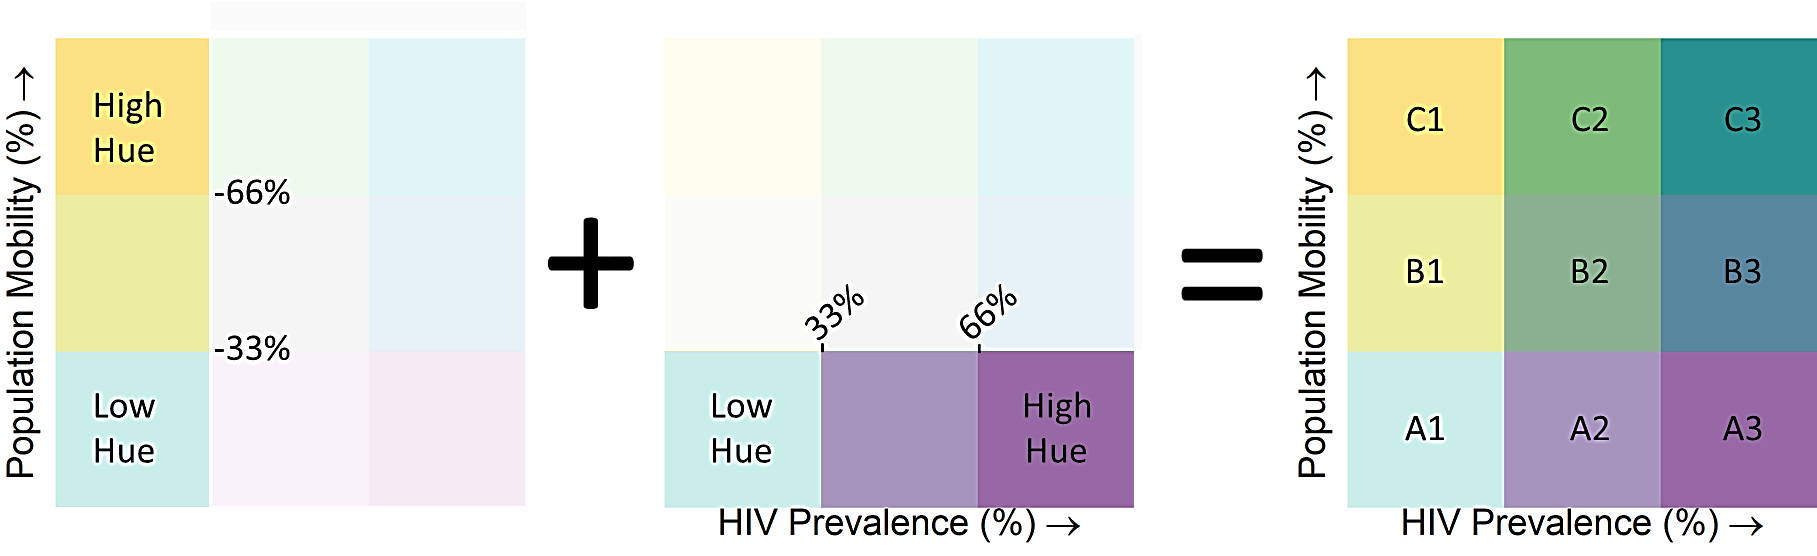 Population Mobility (%) →
High
Hue
-66%
-33%
Low
Hue
+
33%
66%
Low
Hue
High
Hue
HIV Prevalence (%) →
=
Population Mobility (%) →
C1 C2 C3
B1 B2 B3
A1 A2 A3
HIV Prevalence (%) →